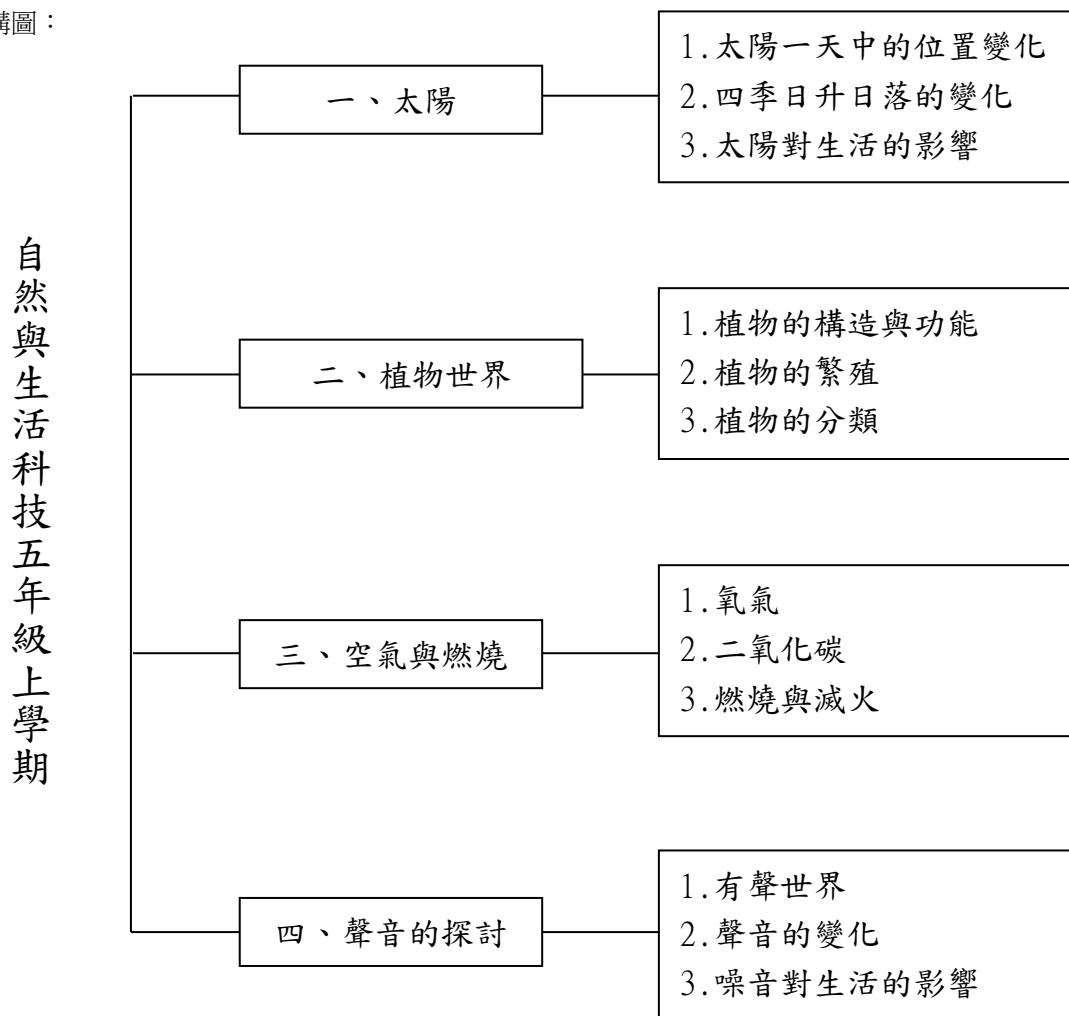 構圖：
自然與生活科技五年級上學期
一、太陽
1.太陽一天中的位置變化
2.四季日升日落的變化
3.太陽對生活的影響
二、植物世界
1.植物的構造與功能
2.植物的繁殖
3.植物的分類
三、空氣與燃燒
1.氧氣
2.二氧化碳
3.燃燒與滅火
四、聲音的探討
1.有聲世界
2.聲音的變化
3.噪音對生活的影響